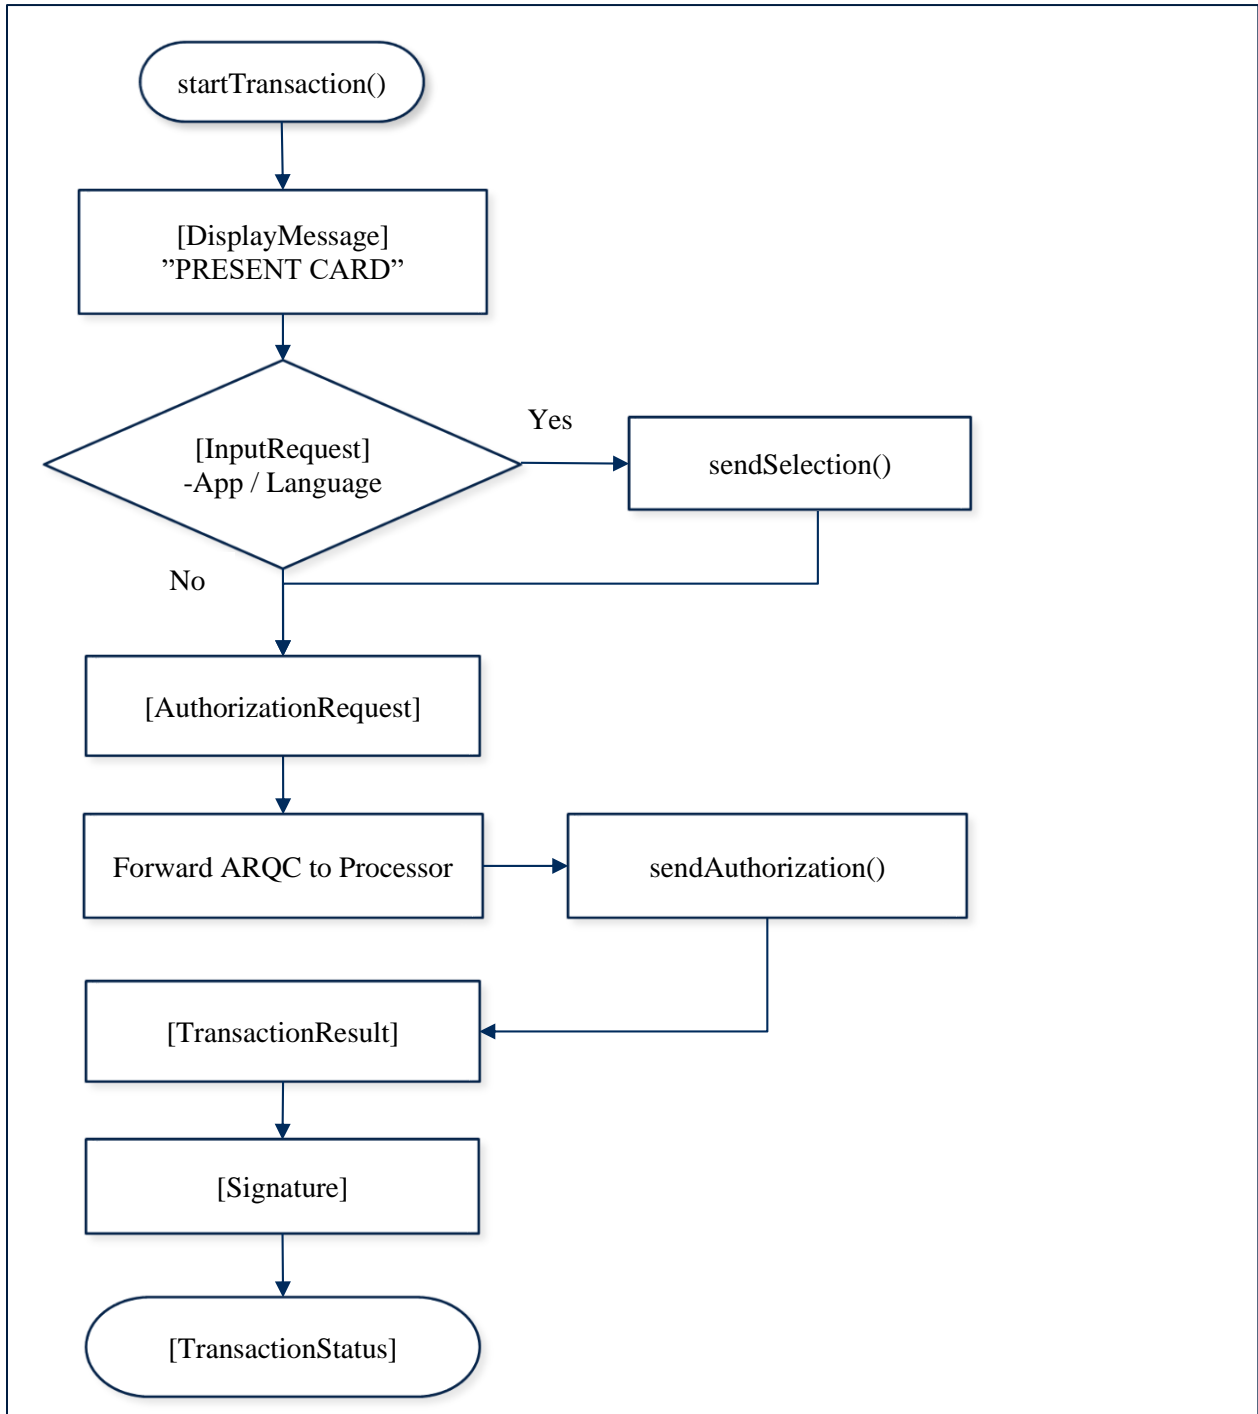 startTransaction()
[DisplayMessage]
”PRESENT CARD”
[InputRequest]
-App / Language
Yes
sendSelection()
No
[AuthorizationRequest]
Forward ARQC to Processor
sendAuthorization()
[TransactionResult]
[Signature]
[TransactionStatus]